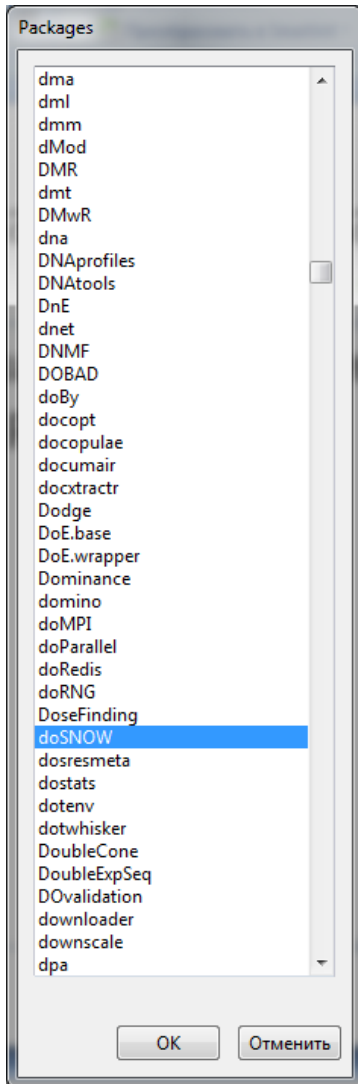 Packages
dma
dml
dmm
dMod
DMR
dmt
DMwR
dna
DNAprofiles
DNAtools
DnE
dnet
DNMF
DOBAD
doBy
docopt
docopulae
documair
docxtractr
Dodge
DoE.base
DoE.wrapper
Dominance
domino
doMPI
doParallel
doRedis
doRNG
DoseFinding
doSNOW
dosresmeta
dostats
dotenv
dotwhisker
DoubleCone
DoubleExpSeq
DOvalidation
downloader
downscale
dpa
OK Отменить